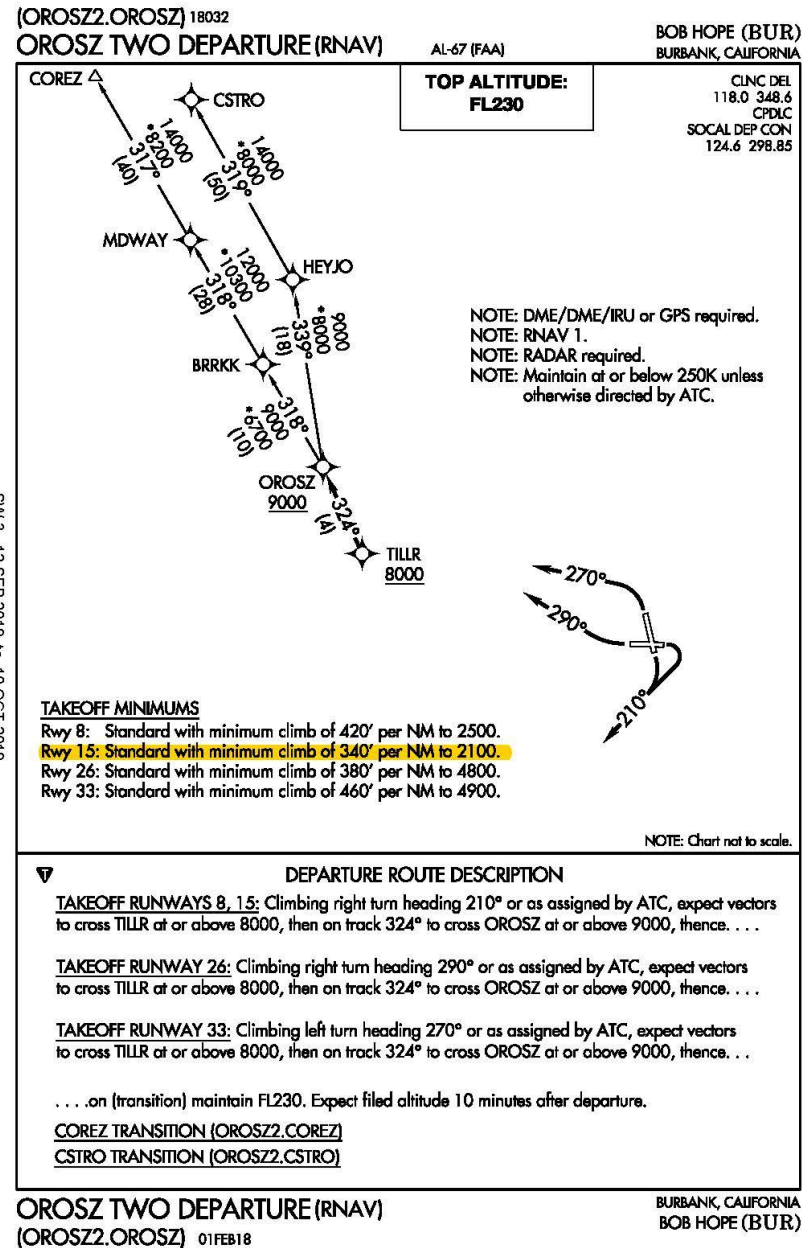 (OROSZ2.OROSZ) 18032
OROSZ TWO DEPARTURE (RNAV)
AL-67 (FAA)
BOB HOPE (BUR)
BURBANK, CALIFORNIA
TOP ALTITUDE:
FL230
CLNC DEL
118.0 348.6
CPDLC
SOCAL DEP CON
124.6 298.85
COREZ
CSTRO
14000
*8200
317°
(40)
14000
*8000
319°
(50)
MDWAY
HEYJO
12000
*10300
318°
(28)
9000
*8000
339°
(18)
BRRKK
318°
9000
*6700
(10)
OROSZ
9000
324°
(4)
TILLR
8000
NOTE: DME/DME/IRU or GPS required.
NOTE: RNAV 1.
NOTE: RADAR required.
NOTE: Maintain at or below 250K unless
otherwise directed by ATC.
270°
290°
210°
TAKEOFF MINIMUMS
Rwy 8: Standard with minimum climb of 420' per NM to 2500.
Rwy 15: Standard with minimum climb of 340' per NM to 2100.
Rwy 26: Standard with minimum climb of 380' per NM to 4800.
Rwy 33: Standard with minimum climb of 460' per NM to 4900.
NOTE: Chart not to scale.
T
DEPARTURE ROUTE DESCRIPTION
TAKEOFF RUNWAYS 8, 15: Climbing right turn heading 210° or as assigned by ATC, expect vectors
to cross TILLR at or above 8000, then on track 324° to cross OROSZ at or above 9000, thence. . . .
TAKEOFF RUNWAY 26: Climbing right turn heading 290° or as assigned by ATC, expect vectors
to cross TILLR at or above 8000, then on track 324° to cross OROSZ at or above 9000, thence. . . .
TAKEOFF RUNWAY 33: Climbing left turn heading 270° or as assigned by ATC, expect vectors
to cross TILLR at or above 8000, then on track 324° to cross OROSZ at or above 9000, thence. . .
. . . .on (transition) maintain FL230. Expect filed altitude 10 minutes after departure.
COREZ TRANSITION (OROSZ2.COREZ)
CSTRO TRANSITION (OROSZ2.CSTRO)
OROSZ TWO DEPARTURE (RNAV)
(OROSZ2.OROSZ) 01FEB18
BURBANK, CALIFORNIA
BOB HOPE (BUR)